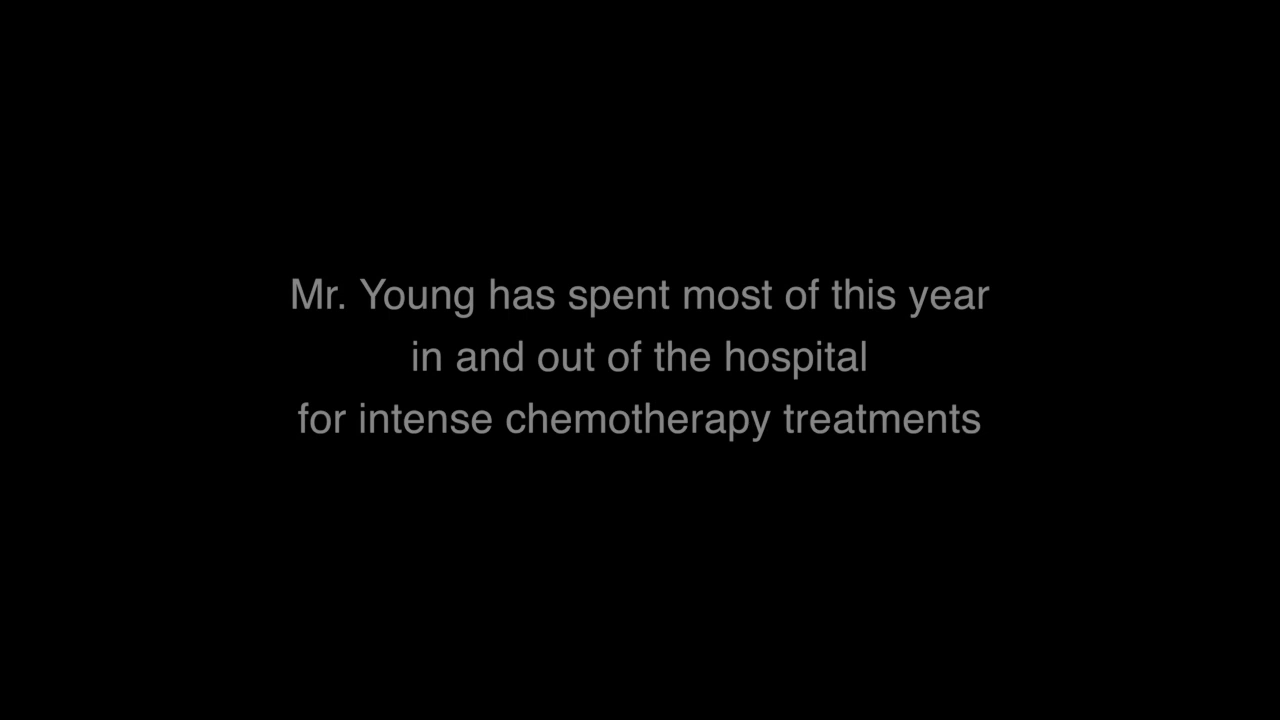 Mr. Young has spent most of this year
in and out of the hospital
for intense chemotherapy treatments